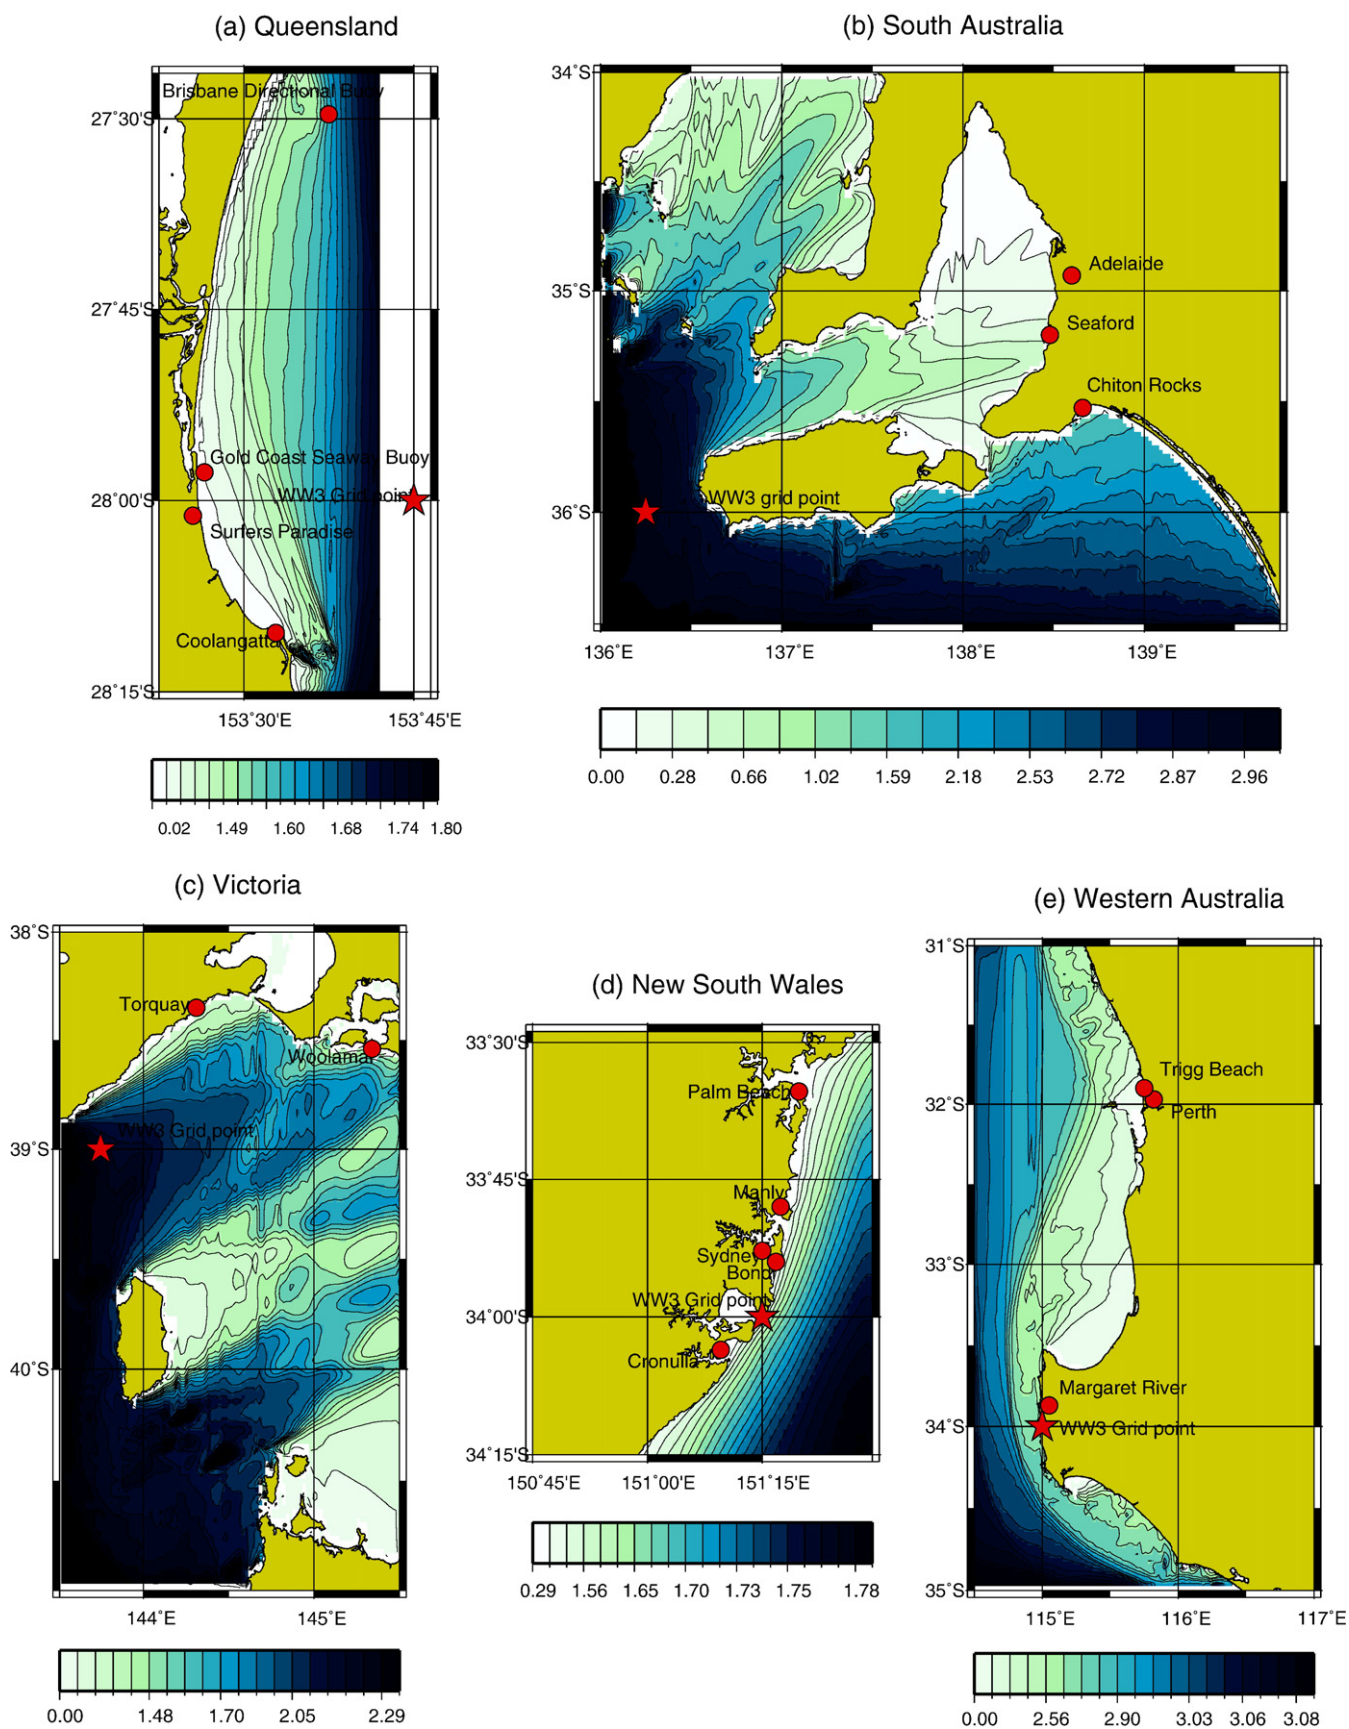 (a) Queensland
Brisbane Directional Buoy
27°30'S
27°45'S
Gold Coast Seaway Buoy
WW3 Grid point
28°00'S
Surfers Paradise
Coolangatta
28°15'S
153°30'E 153°45'E
0.02 1.49 1.60 1.68 1.74 1.80
(b) South Australia
34°S
Adelaide
35°S
Seaford
Chiton Rocks
WW3 grid point
36°S
136°E 137°E 138°E 139°E
0.00 0.28 0.66 1.02 1.59 2.18 2.53 2.72 2.87 2.96
(c) Victoria
38°S
Torquay
Woolamai
WW3 Grid point
39°S
40°S
144°E 145°E
0.00 1.48 1.70 2.05 2.29
(d) New South Wales
33°30'S
Palm Beach
33°45'S
Manly
Sydney
Bondi
WW3 Grid point
34°00'S
Cronulla
34°15'S
150°45'E 151°00'E 151°15'E
0.29 1.56 1.65 1.70 1.73 1.75 1.78
(e) Western Australia
31°S
Trigg Beach
32°S
Perth
33°S
Margaret River
34°S
WW3 Grid point
35°S
115°E 116°E 117°E
0.00 2.56 2.90 3.03 3.06 3.08